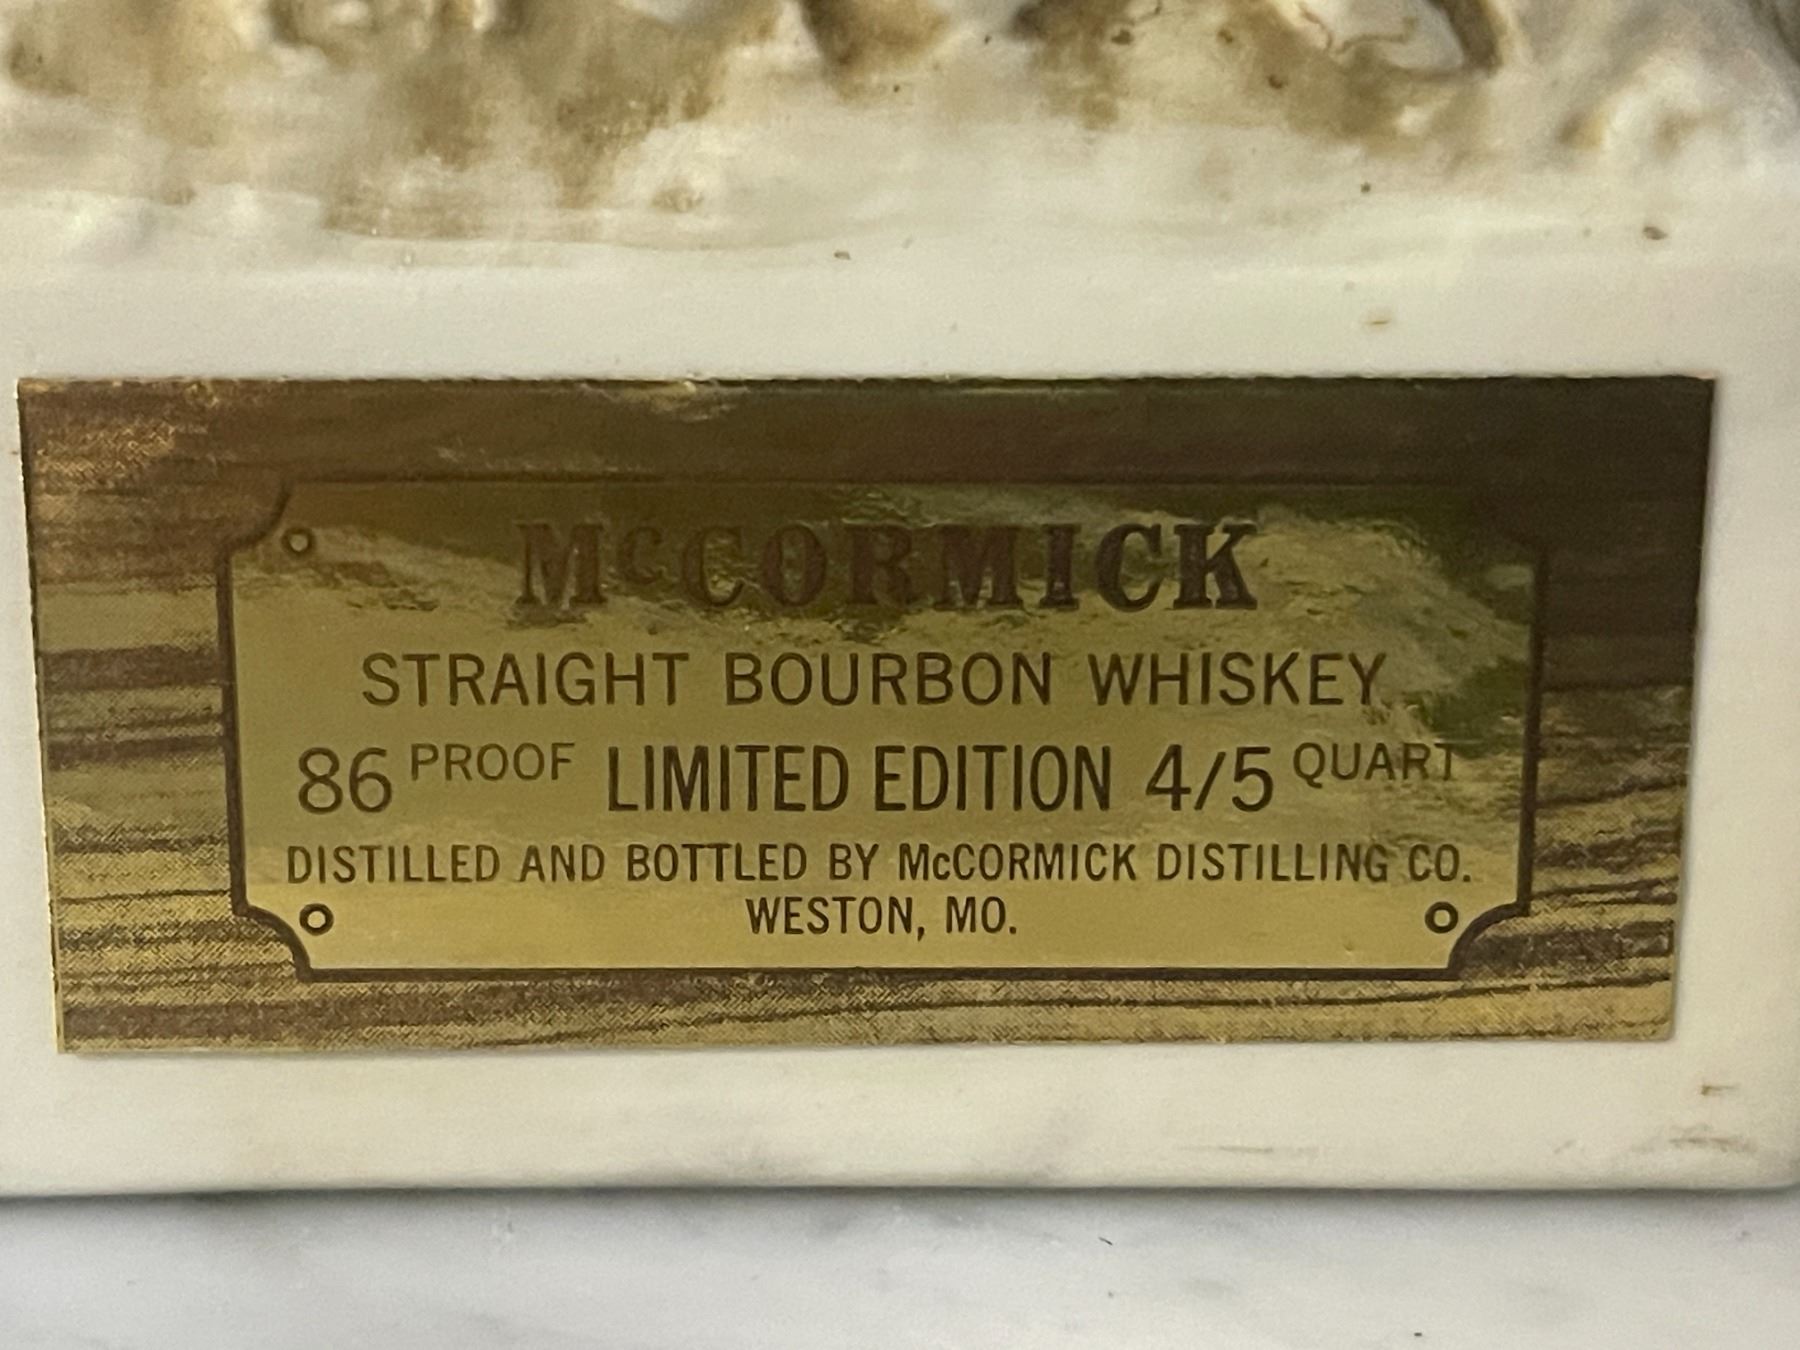 McCORMICK
STRAIGHT BOURBON WHISKEY
86 PROOF LIMITED EDITION 4/5 QUART
DISTILLED AND BOTTLED BY McCORMICK DISTILLING CO.
WESTON, MO.